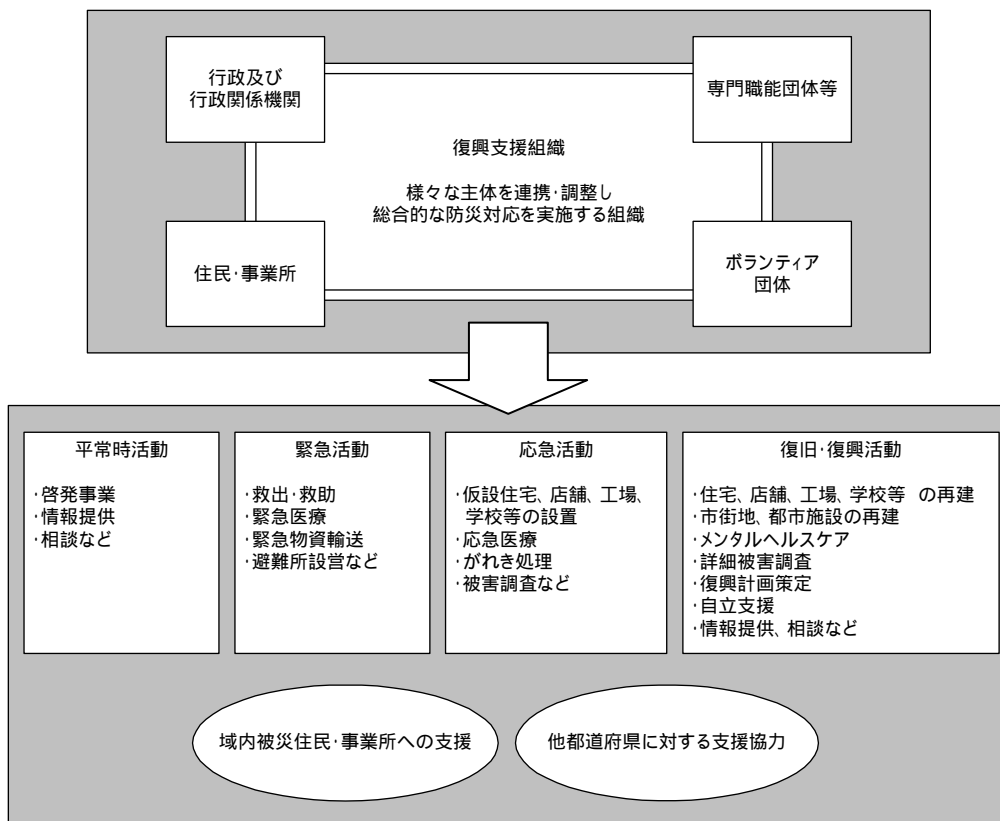 行政及び
行政関係機関
専門職能団体等
復興支援組織
様々な主体を連携・調整し
総合的な防災対応を実施する組織
住民・事業所
ボランティア
団体
平常時活動
・啓発事業
・情報提供
・相談など
緊急活動
・救出・救助
・緊急医療
・緊急物資輸送
・避難所設営など
応急活動
・仮設住宅、店舗、工場、
学校等の設置
・応急医療
・がれき処理
・被害調査など
復旧・復興活動
・住宅、店舗、工場、学校等 の再建
・市街地、都市施設の再建
・メンタルヘルスケア
・詳細被害調査
・復興計画策定
・自立支援
・情報提供、相談など
域内被災住民・事業所への支援
他都道府県に対する支援協力